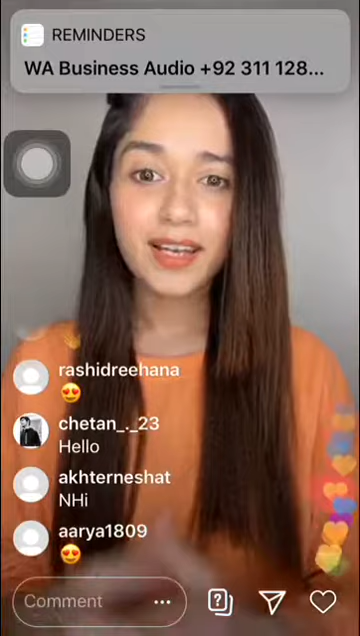 REMINDERS
WA Business Audio +92 311 128...
rashidreehana
😍
chetan_._23
Hello
akhterneshat
NHi
aarya1809
😍
Comment